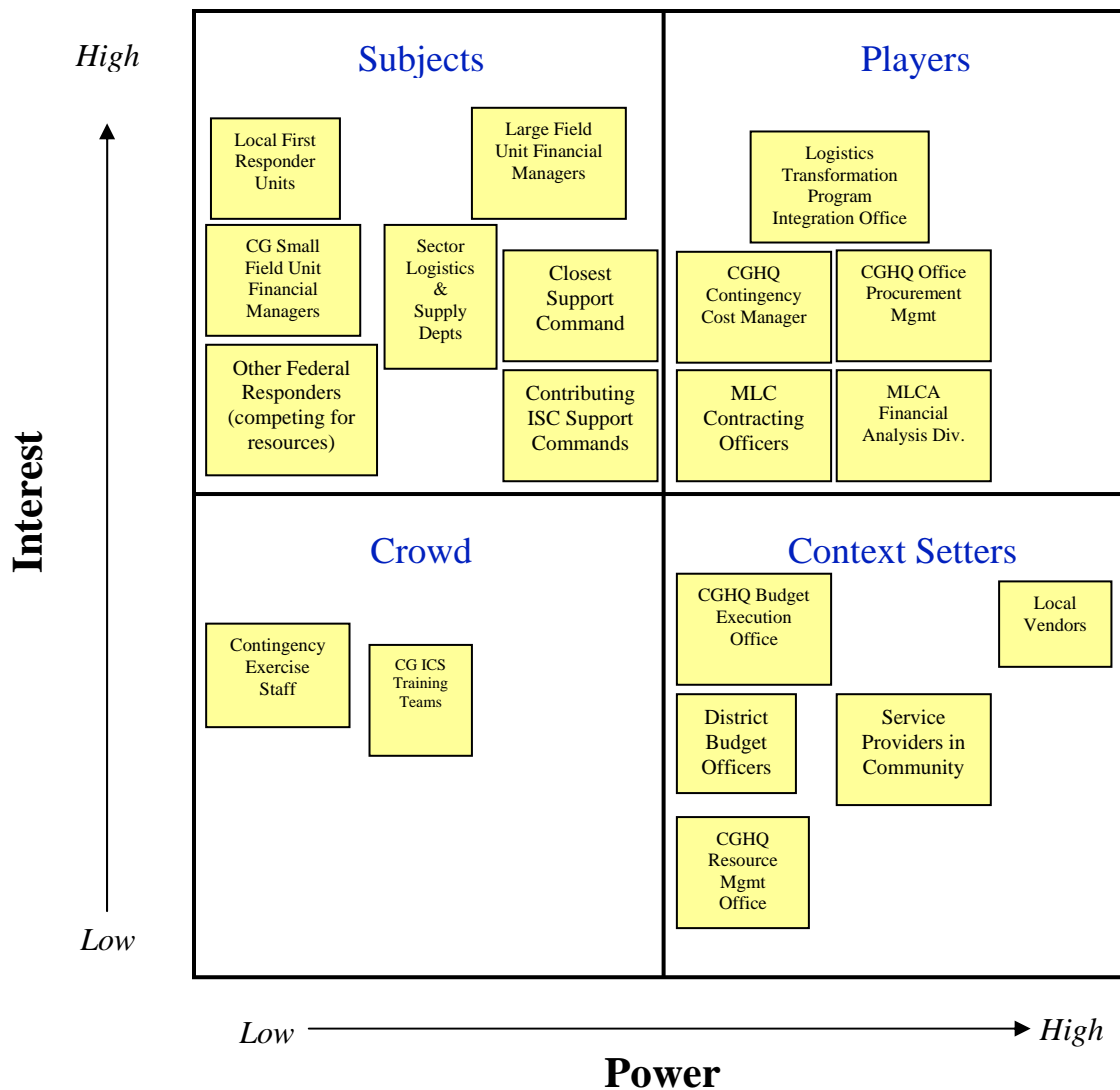 High
Subjects
Players
Local First
Responder
Units
Large Field
Unit Financial
Managers
Logistics
Transformation
Program
Integration Office
CG Small
Field Unit
Financial
Managers
Sector
Logistics
&
Supply
Depts
Closest
Support
Command
CGHQ
Contingency
Cost Manager
CGHQ Office
Procurement
Mgmt
Other Federal
Responders
(competing for
resources)
Contributing
ISC Support
Commands
MLC
Contracting
Officers
MLCA
Financial
Analysis Div.
Interest
Crowd
Context Setters
Contingency
Exercise
Staff
CG ICS
Training
Teams
CGHQ Budget
Execution
Office
Local
Vendors
District
Budget
Officers
Service
Providers in
Community
CGHQ
Resource
Mgmt
Office
Low
Low
High
Power